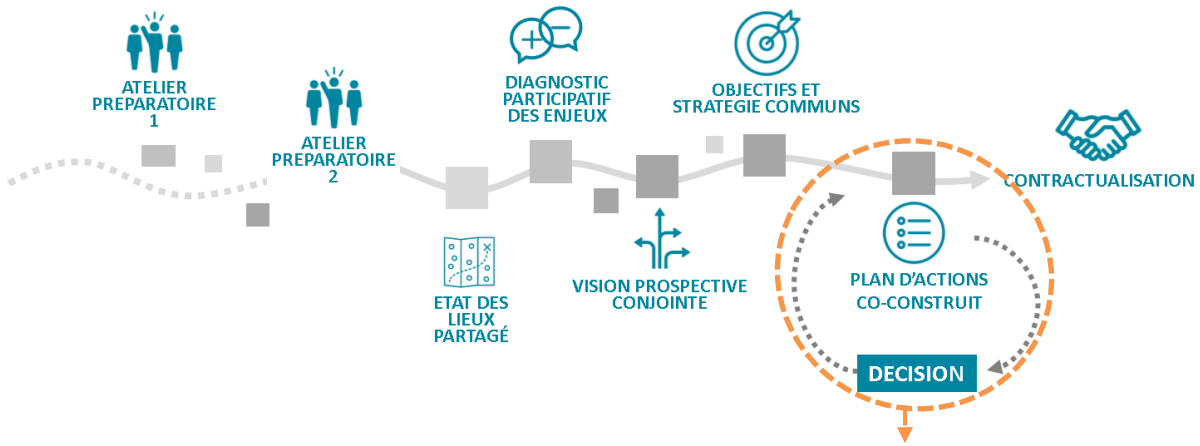 ATELIER
PREPARATOIRE
1
ATELIER
PREPARATOIRE
2
ETAT DES
LIEUX
PARTAGÉ
DIAGNOSTIC
PARTICIPATIF
DES ENJEUX
VISION PROSPECTIVE
CONJOINTE
OBJECTIFS ET
STRATEGIE COMMUNS
PLAN D'ACTIONS
CO-CONSTRUIT
DECISION
CONTRACTUALISATION